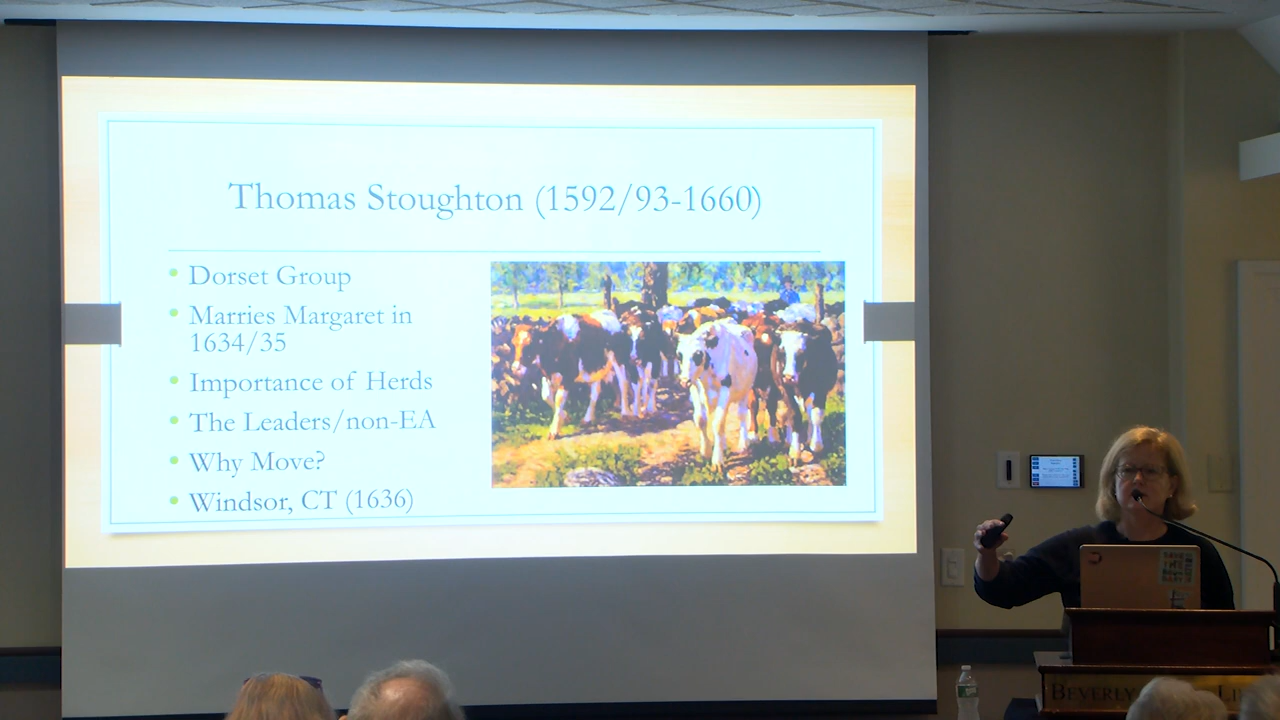 Thomas Stoughton (1592/93-1660)
• Dorset Group
• Marries Margaret in
1634/35
• Importance of Herds
• The Leaders/non-EA
• Why Move?
• Windsor, CT (1636)
BEVERLY